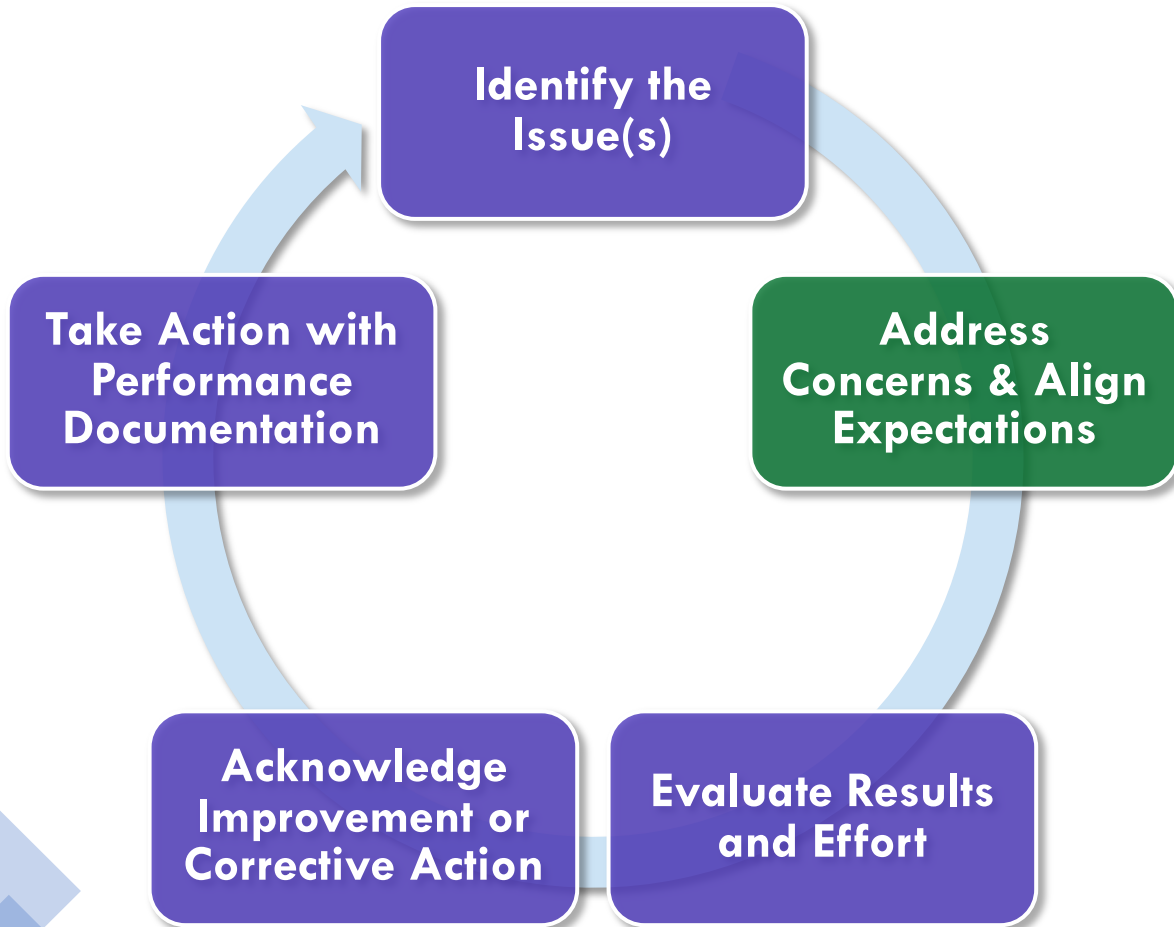 Identify the
Issue(s)
Address
Concerns & Align
Expectations
Evaluate Results
and Effort
Acknowledge
Improvement or
Corrective Action
Take Action with
Performance
Documentation